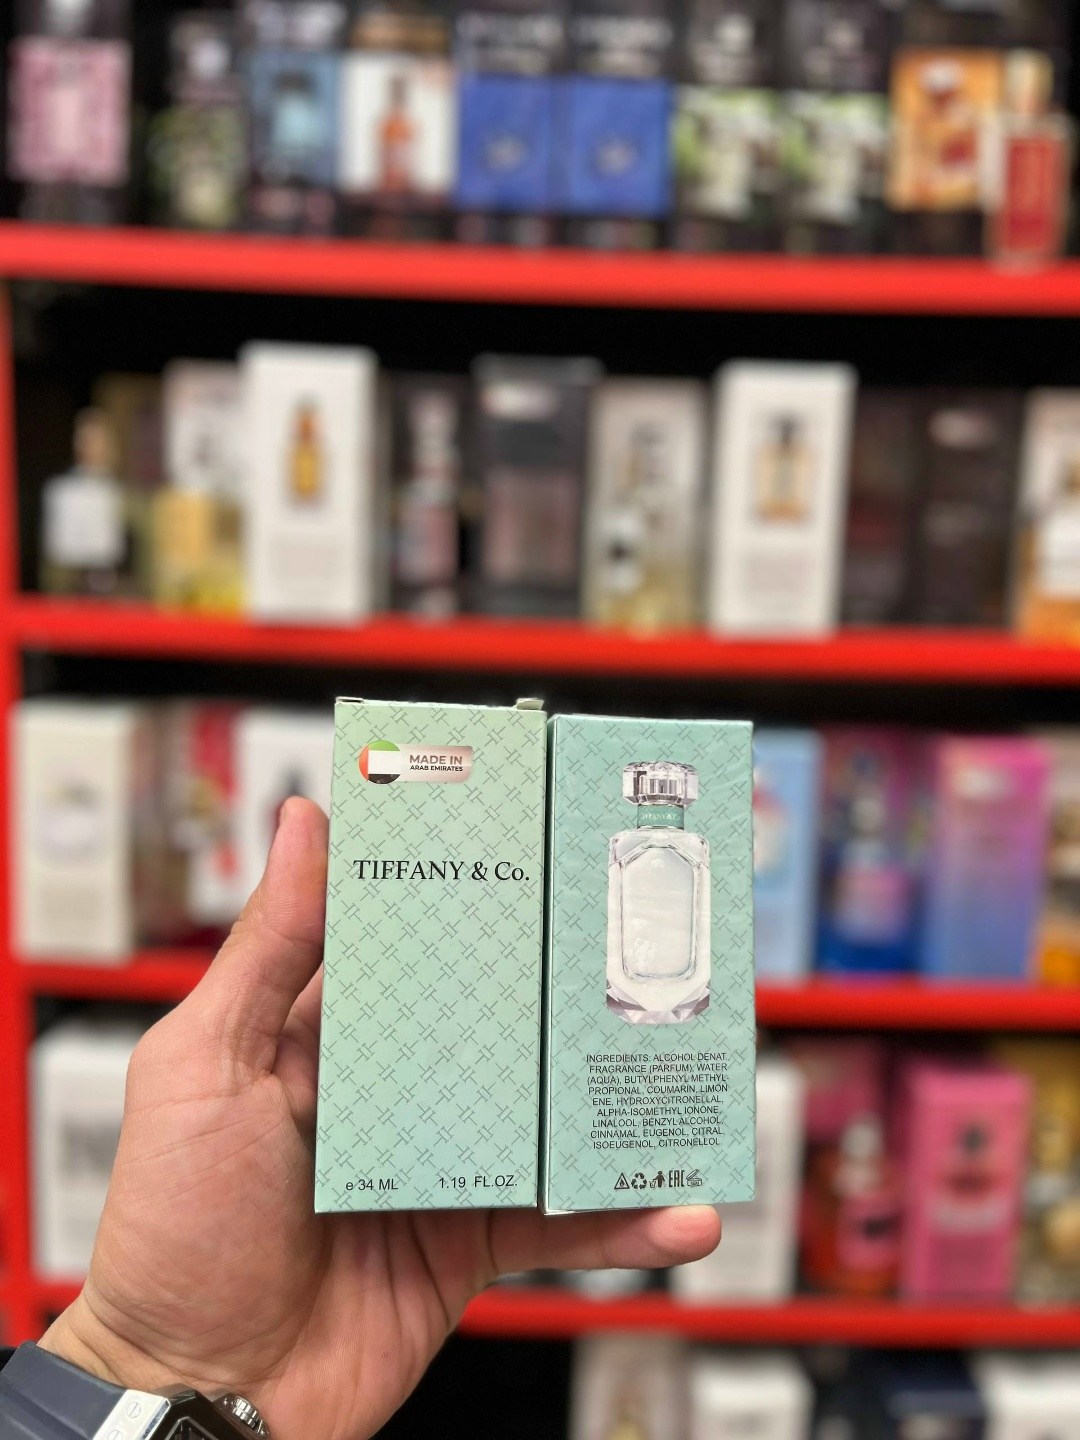 MADE IN
ARAB EMIRATES
TIFFANY & Co.
e 34 ML 1.19 FL.OZ.
INGREDIENTS: ALCOHOL DENAT.
FRAGRANCE (PARFUM), WATER
(AQUA), BUTYLPHENYL METHYL-
PROPIONAL, COUMARIN, LIMON
ENE, HYDROXYCITRONELLAL,
ALPHA-ISOMETHYL IONONE,
LINALOOL, BENZYL ALCOHOL,
CINNAMAL, EUGENOL, CITRAL,
ISOEUGENOL, CITRONELLOL
EAC